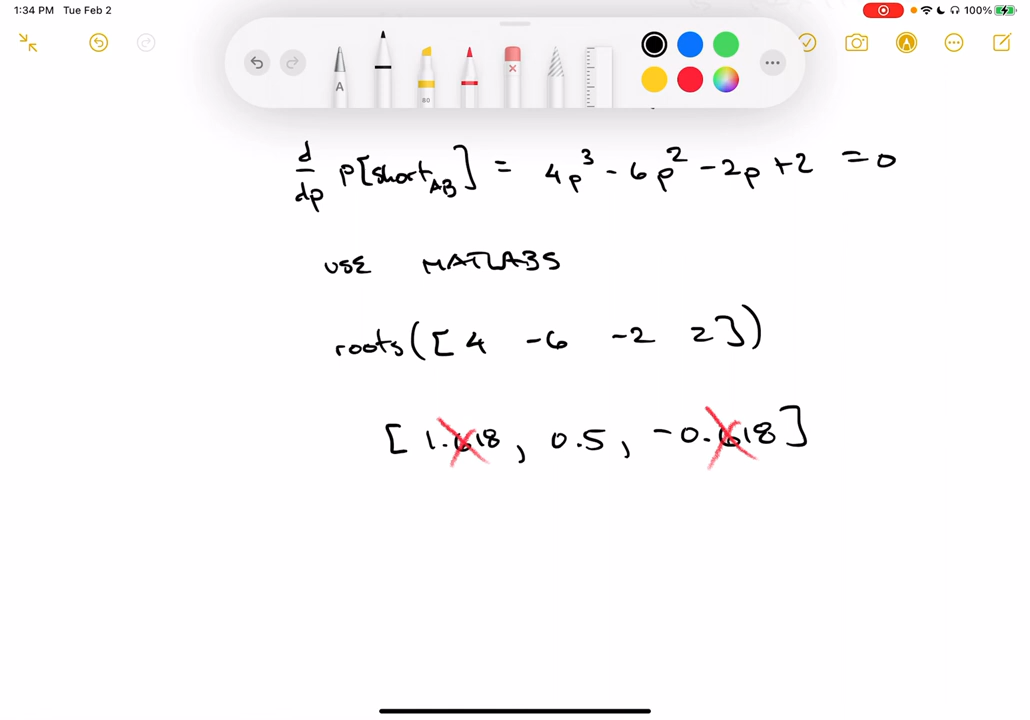 1:34 PM Tue Feb 2
100%
A
80
d/dp P[short_AB] = 4p^3 - 6p^2 - 2p + 2 = 0
USE MATLABS
roots([4 -6 -2 2])
[1.618, 0.5, -0.618]